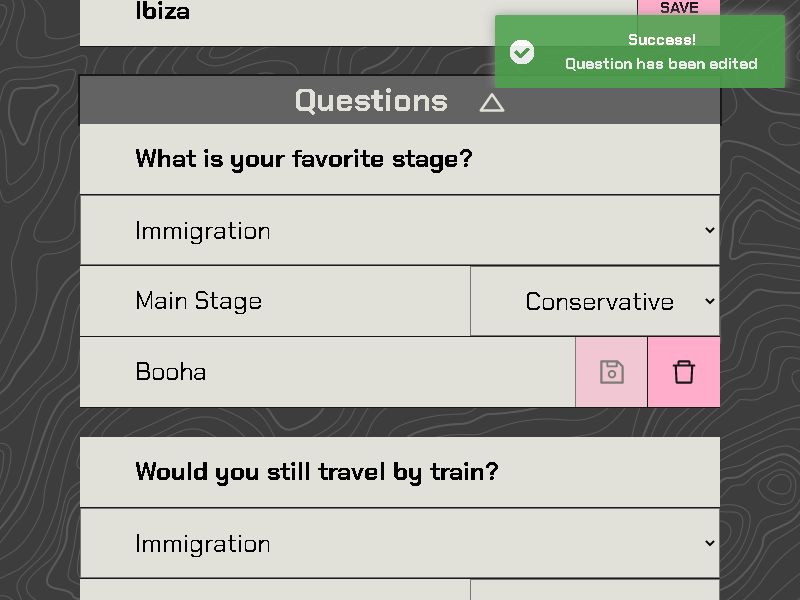 Ibiza
SAVE
Success!
Question has been edited
Questions
What is your favorite stage?
Immigration
Main Stage
Conservative
Booha
Would you still travel by train?
Immigration